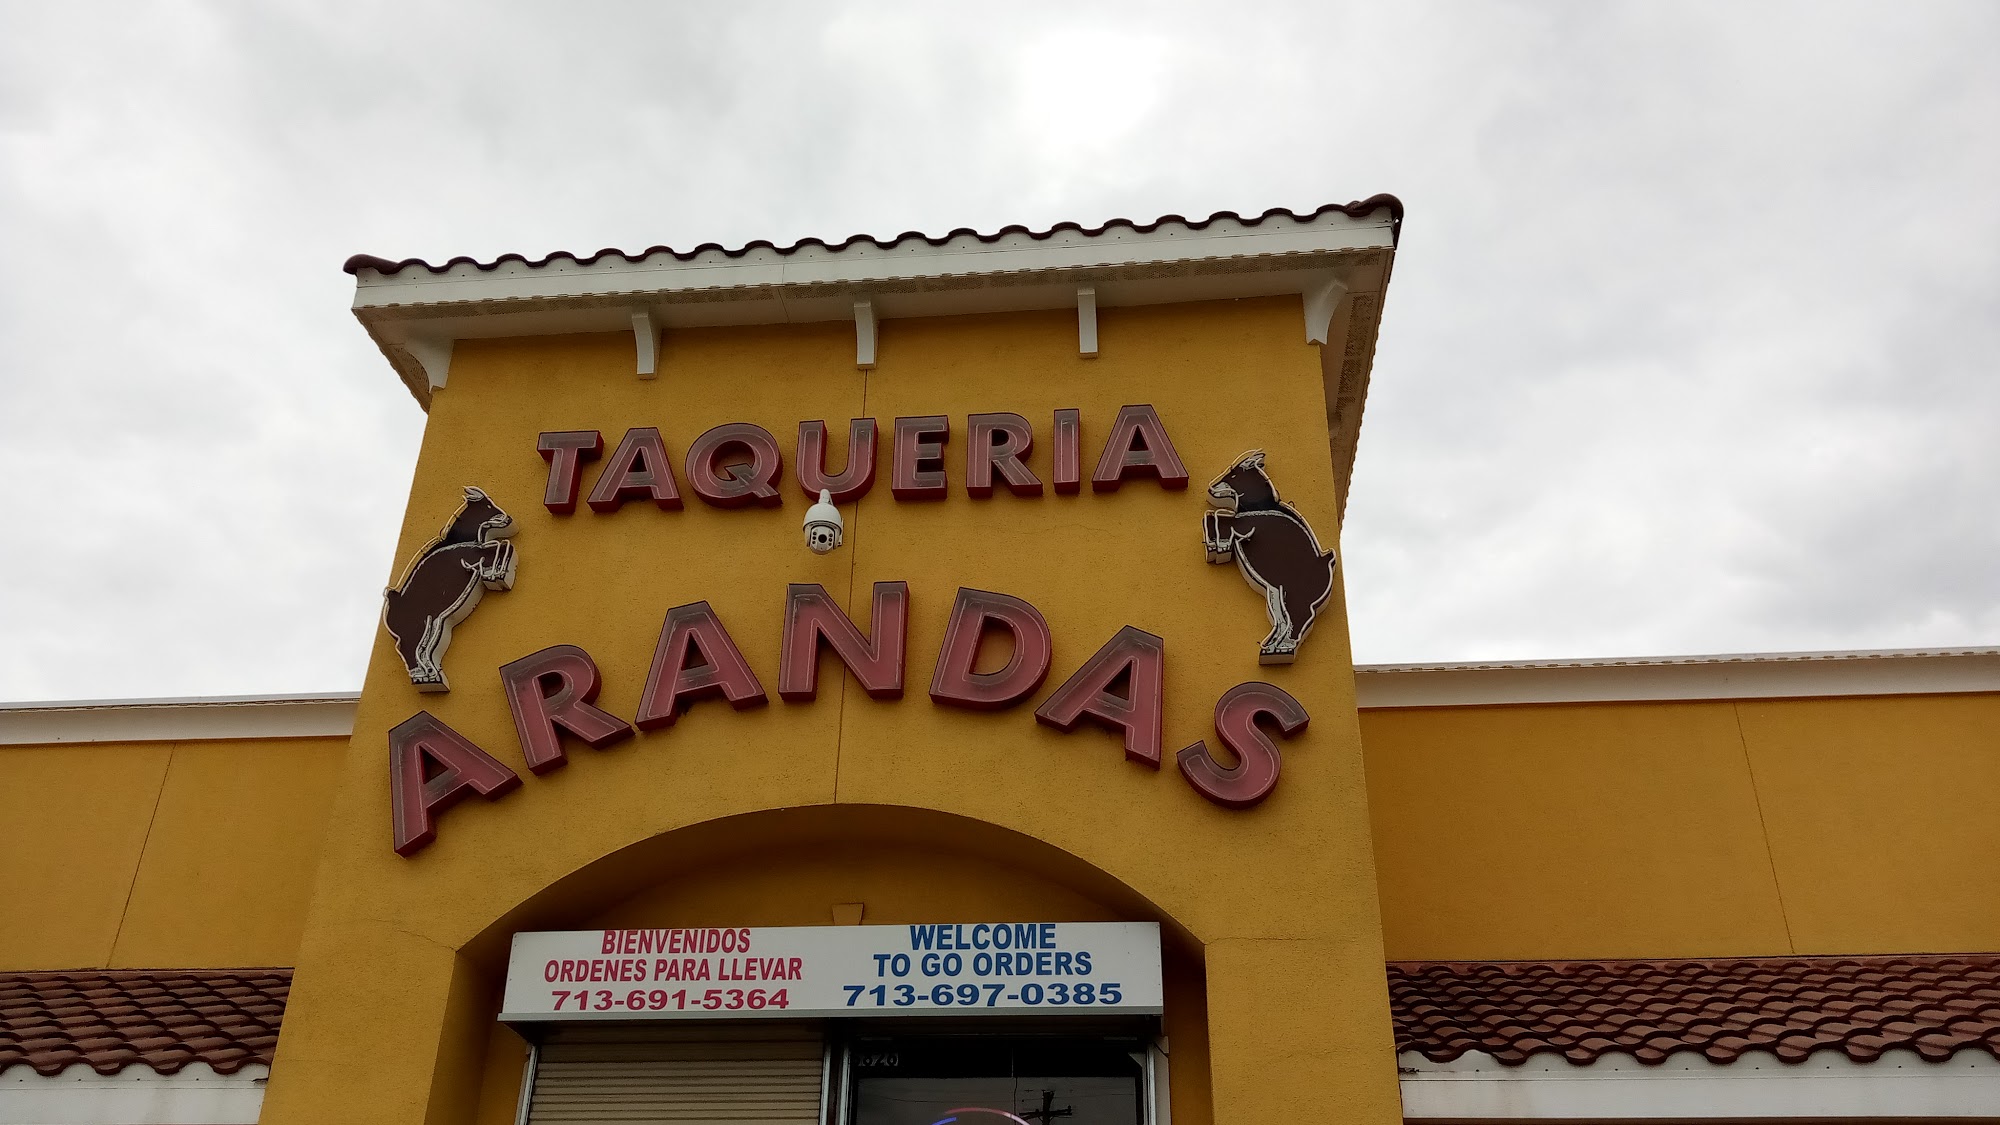 TAQUERIA
ARANDAS
BIENVENIDOS
ORDENES PARA LLEVAR
713-691-5364
WELCOME
TO GO ORDERS
713-697-0385